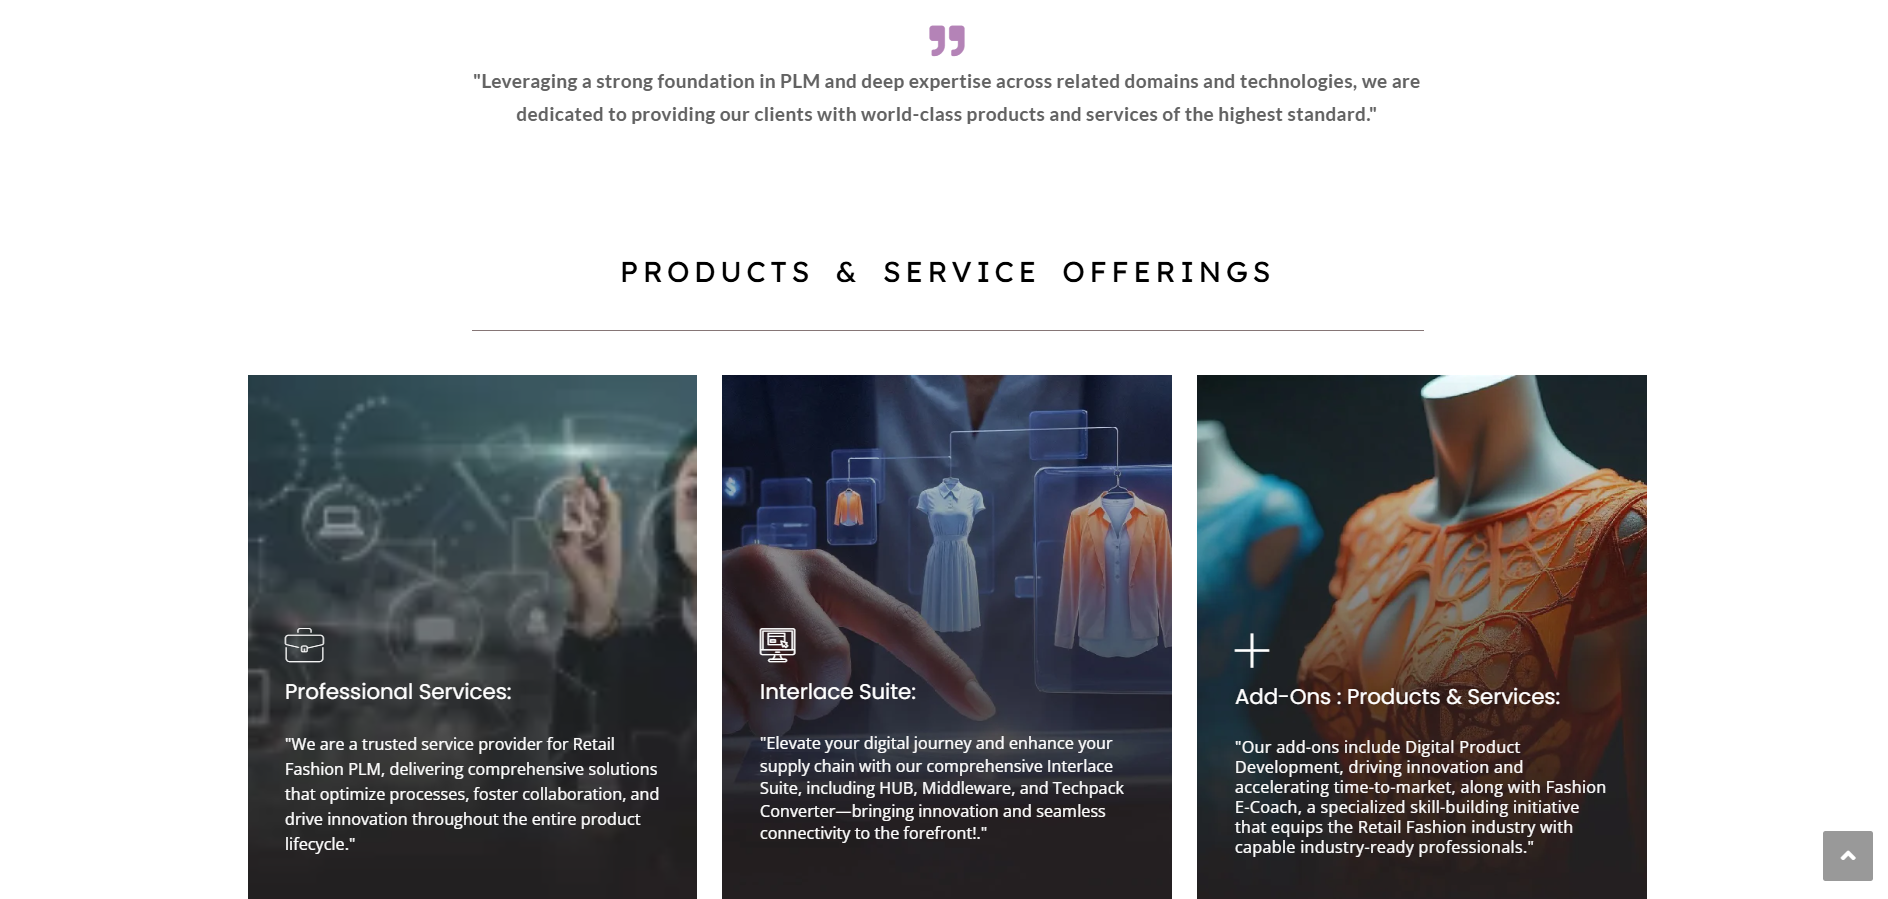 "Leveraging a strong foundation in PLM and deep expertise across related domains and technologies, we are
dedicated to providing our clients with world-class products and services of the highest standard."
PRODUCTS & SERVICE OFFERINGS
Professional Services:
"We are a trusted service provider for Retail
Fashion PLM, delivering comprehensive solutions
that optimize processes, foster collaboration, and
drive innovation throughout the entire product
lifecycle."
Interlace Suite:
"Elevate your digital journey and enhance your
supply chain with our comprehensive Interlace
Suite, including HUB, Middleware, and Techpack
Converter—bringing innovation and seamless
connectivity to the forefront!."
Add-Ons : Products & Services:
"Our add-ons include Digital Product
Development, driving innovation and
accelerating time-to-market, along with Fashion
E-Coach, a specialized skill-building initiative
that equips the Retail Fashion industry with
capable industry-ready professionals."